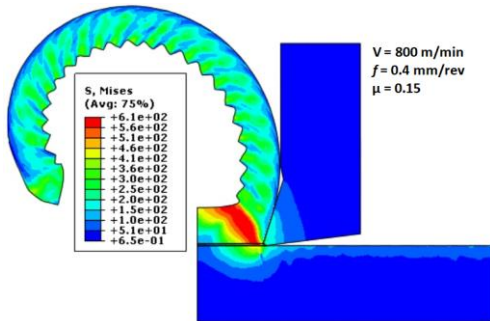 V = 800 m/min
f = 0.4 mm/rev
μ = 0.15
S, Mises
(Avg: 75%)
+6.1e+02
+5.6e+02
+5.1e+02
+4.6e+02
+4.1e+02
+3.6e+02
+3.0e+02
+2.5e+02
+2.0e+02
+1.5e+02
+1.0e+02
+5.1e+01
+6.5e-01